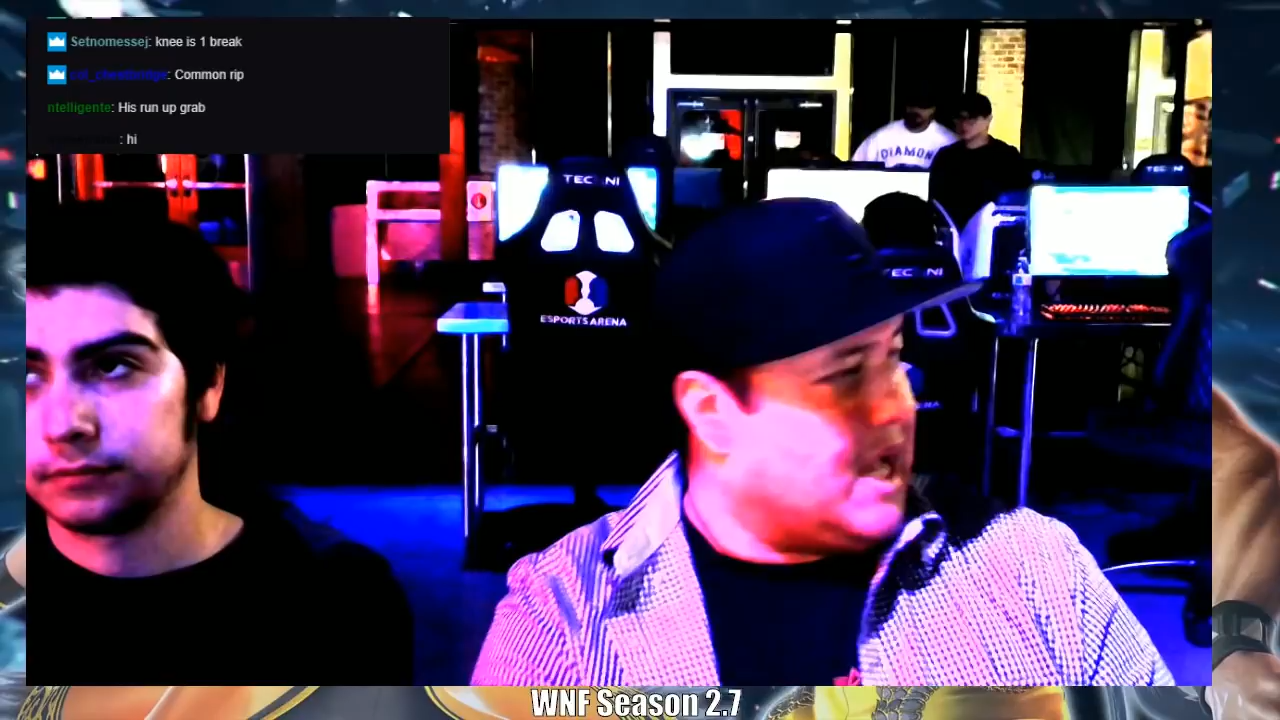 Setnomessej: knee is 1 break
: Common rip
ntelligente: His run up grab
: hi
DIAMON
TEC NI
TEC NI
TEC NI
ESPORTS ARENA
WNF Season 2.7